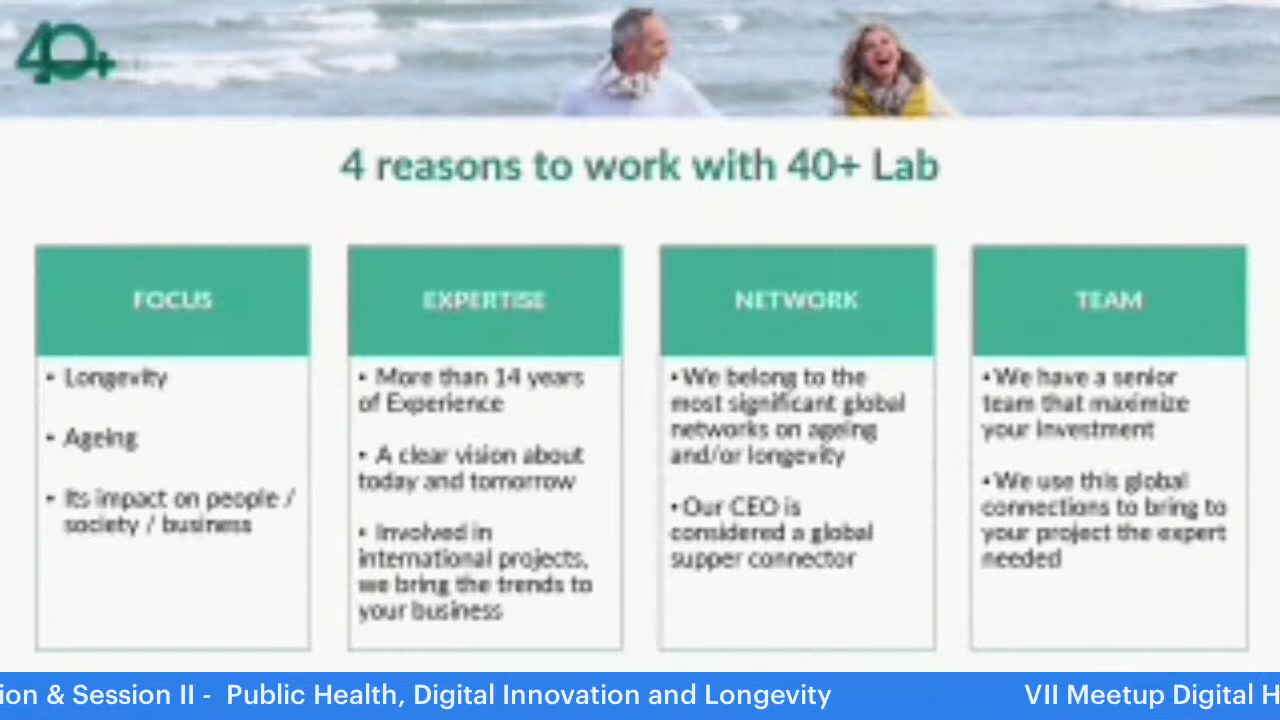 40+
4 reasons to work with 40+ Lab
FOCUS
• Longevity
• Ageing
• Its impact on people /
society / business
EXPERTISE
• More than 14 years
of Experience
• A clear vision about
today and tomorrow
• Involved in
international projects,
we bring the trends to
your business
NETWORK
• We belong to the
most significant global
networks on ageing
and/or longevity
• Our CEO is
considered a global
supper connector
TEAM
• We have a senior
team that maximize
your investment
• We use this global
connections to bring to
your project the expert
needed
ion & Session II - Public Health, Digital Innovation and Longevity
VII Meetup Digital H